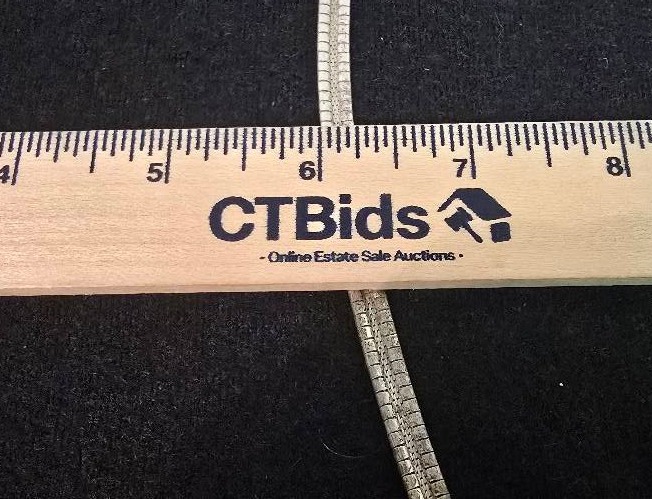 4 5 6 7 8
CTBids
- Online Estate Sale Auctions -